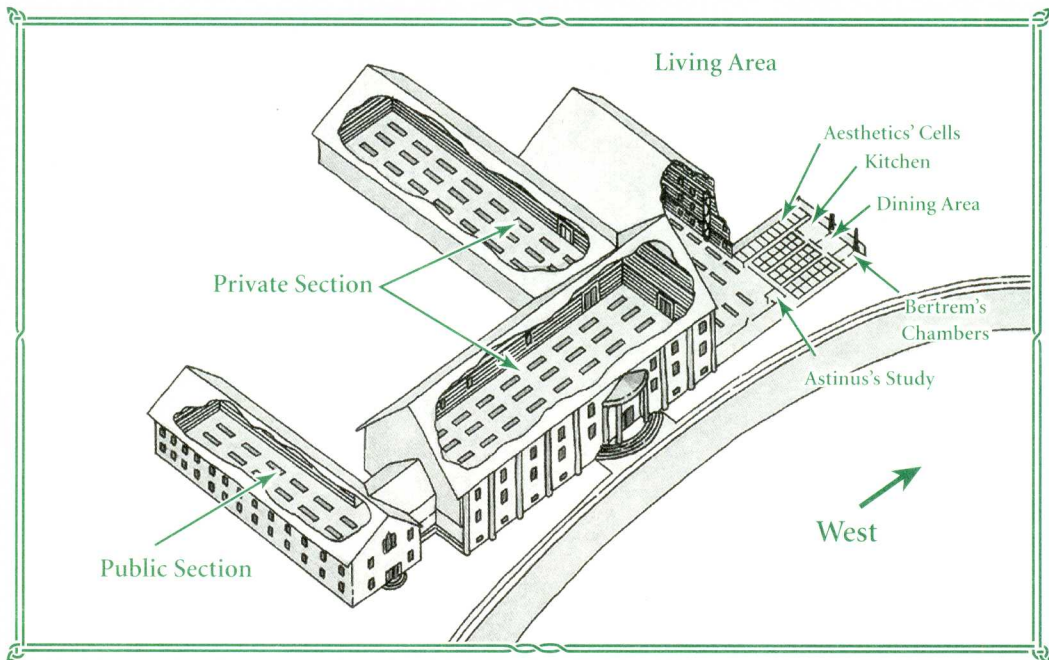 Living Area
Aesthetics' Cells
Kitchen
Dining Area
Private Section
Bertrem's
Chambers
Astinus's Study
West
Public Section